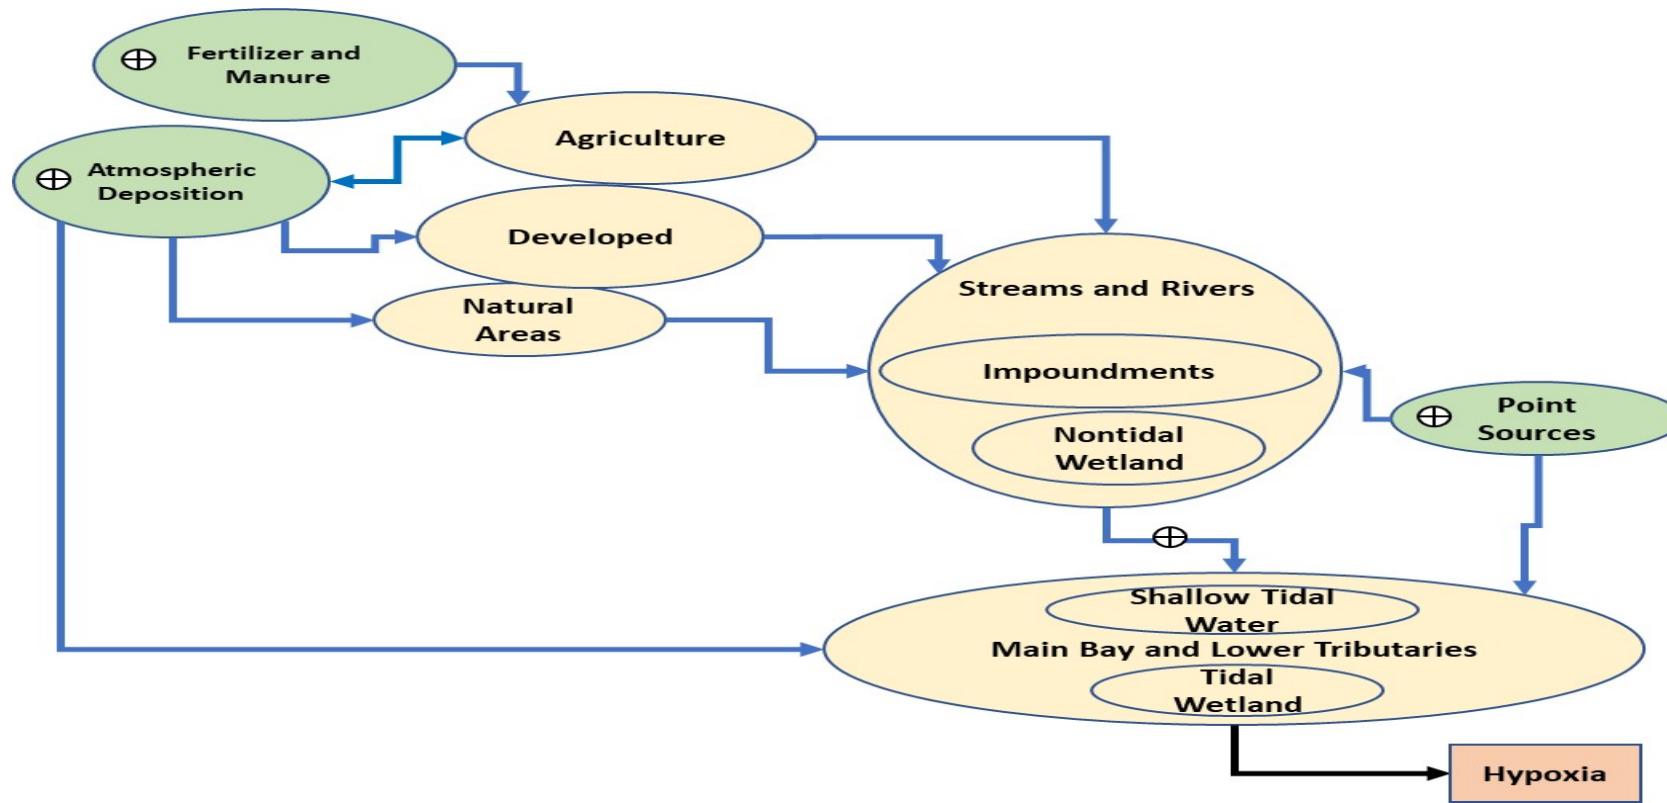 Fertilizer and
Manure
Agriculture
Atmospheric
Deposition
Developed
Natural
Areas
Streams and Rivers
Impoundments
Nontidal
Wetland
Point
Sources
Shallow Tidal
Water
Main Bay and Lower Tributaries
Tidal
Wetland
Hypoxia